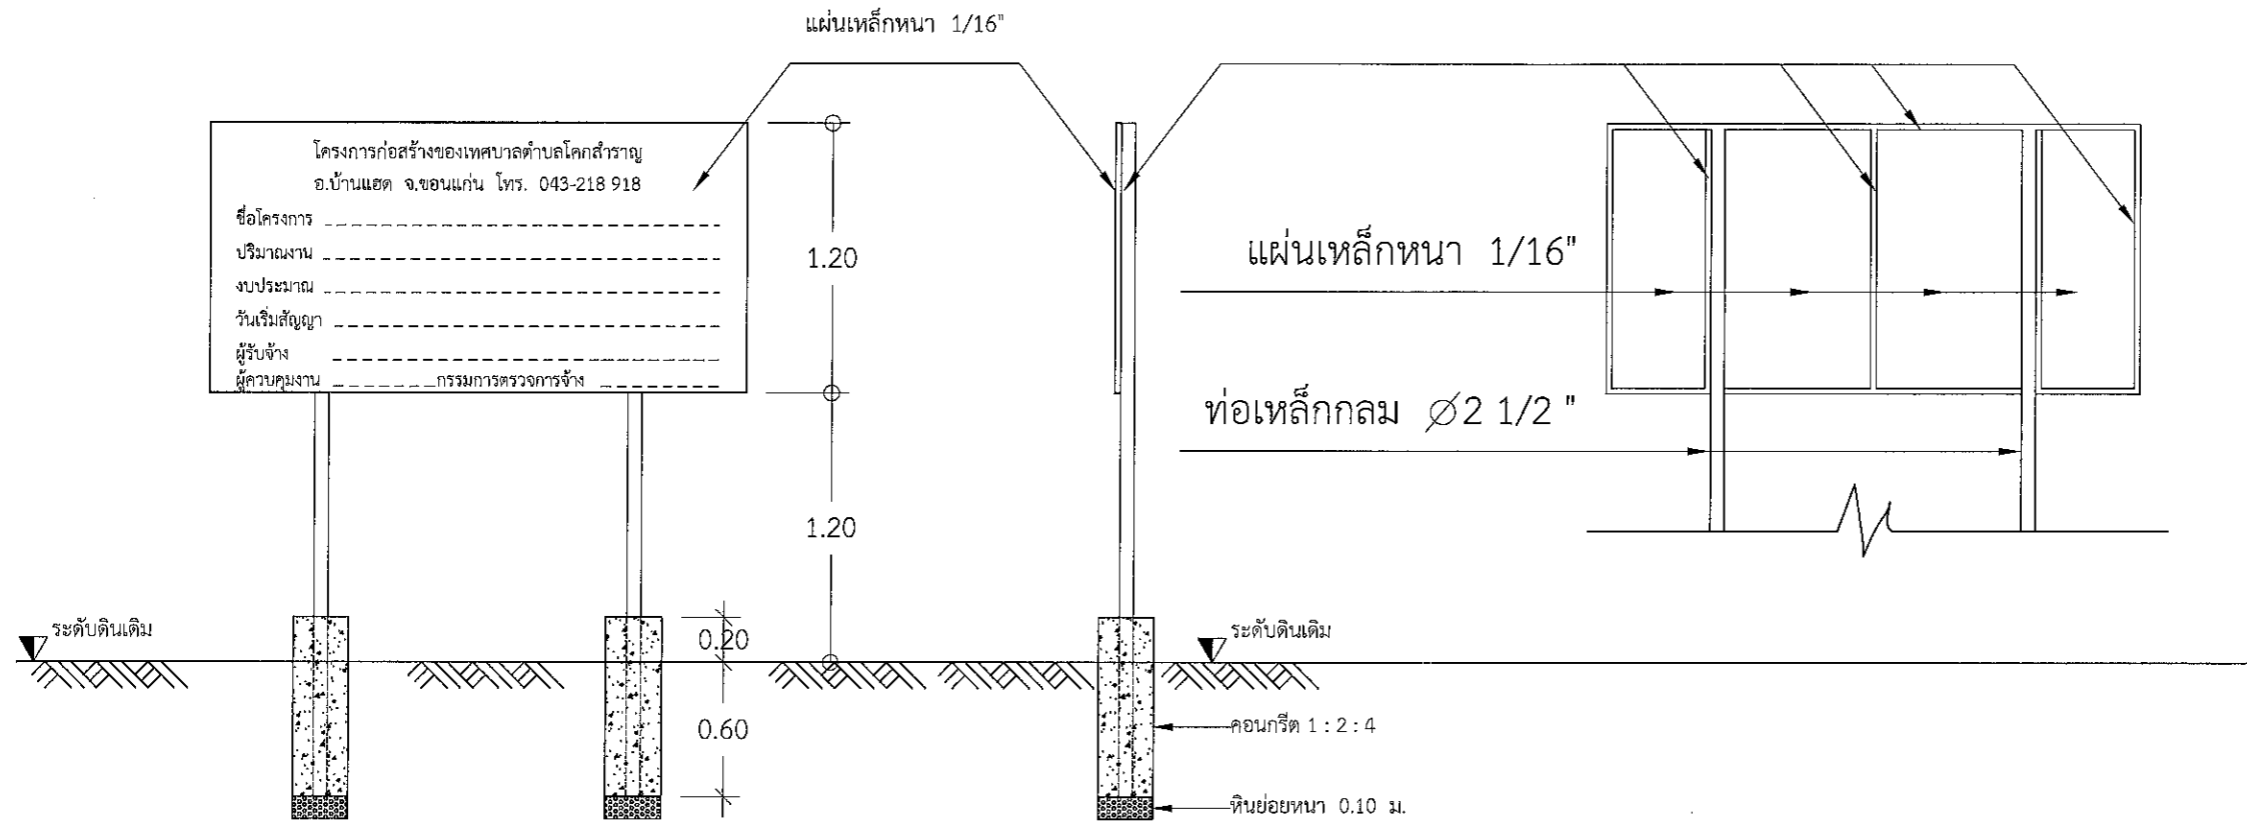 แผ่นเหล็กหนา 1/16"
โครงการก่อสร้างของเทศบาลตำบลโคกสำราญ
อ.บ้านแฮด จ.ขอนแก่น โทร. 043-218 918
ชื่อโครงการ
ปริมาณงาน
งบประมาณ
วันเริ่มสัญญา
ผู้รับจ้าง
ผู้ควบคุมงาน กรรมการตรวจการจ้าง
1.20
1.20
แผ่นเหล็กหนา 1/16"
ท่อเหล็กกลม ∅2 1/2 "
ระดับดินเดิม
0.20
0.60
ระดับดินเดิม
คอนกรีต 1 : 2 : 4
หินย่อยหนา 0.10 ม.